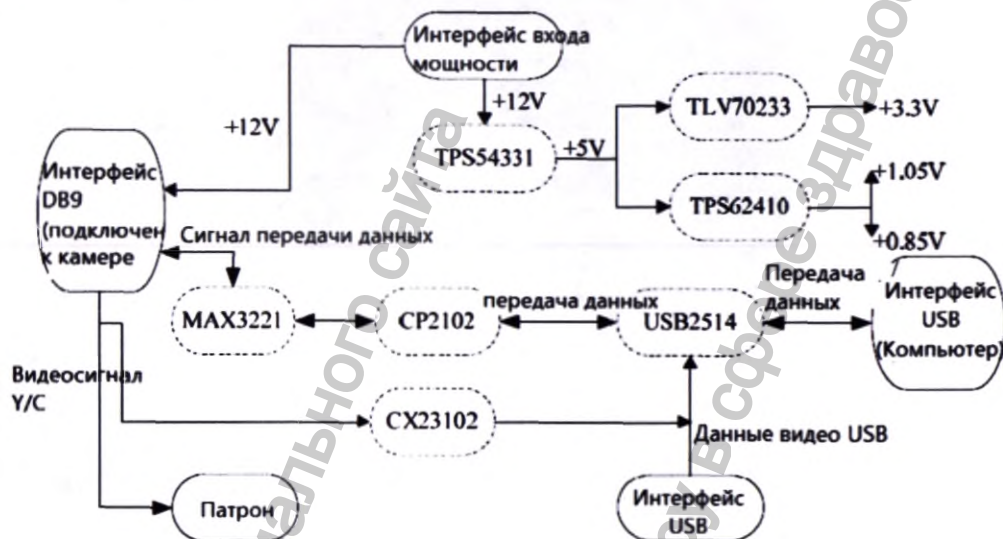 Интерфейс входа
мощности
+12V
+12V
TPS54331
+5V
TLV70233
+3.3V
TPS62410
+1.05V
+0.85V
Интерфейс
DB9
(подключен
к камере
Сигнал передачи данных
MAX3221
CP2102
передача данных
USB2514
Передача
данных
Интерфейс
USB
(Компьютер)
Видеосигнал
Y/C
CX23102
Данные видео USB
Патрон
Интерфейс
USB
сайта
в сфере